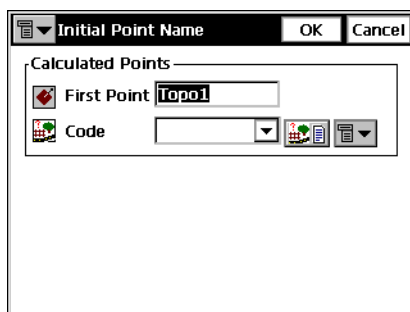 Initial Point Name OK Cancel
Calculated Points
First Point Topo1
Code